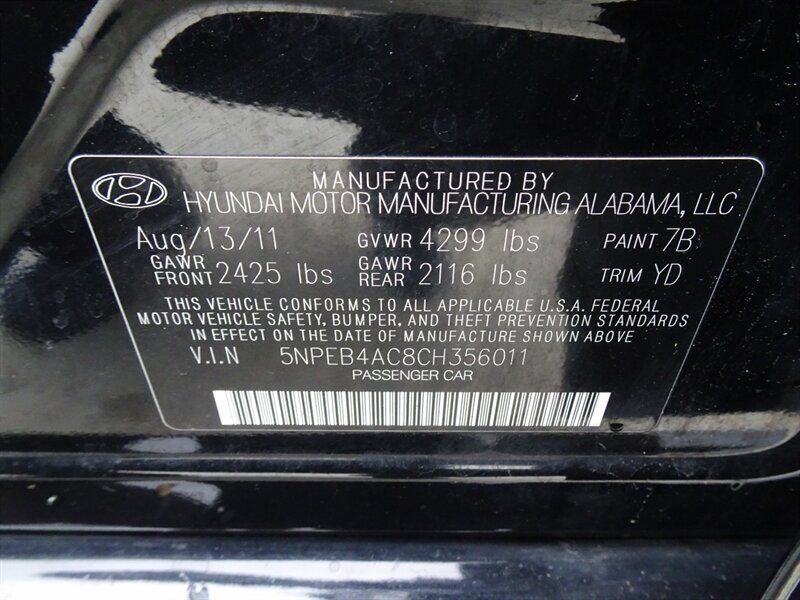 MANUFACTURED BY
HYUNDAI MOTOR MANUFACTURING ALABAMA, LLC
Aug/13/11 GVWR 4299 lbs PAINT 7B
GAWR FRONT 2425 lbs GAWR REAR 2116 lbs TRIM YD
THIS VEHICLE CONFORMS TO ALL APPLICABLE U.S.A. FEDERAL
MOTOR VEHICLE SAFETY, BUMPER, AND THEFT PREVENTION STANDARDS
IN EFFECT ON THE DATE OF MANUFACTURE SHOWN ABOVE
V.I.N 5NPEB4AC8CH356011
PASSENGER CAR